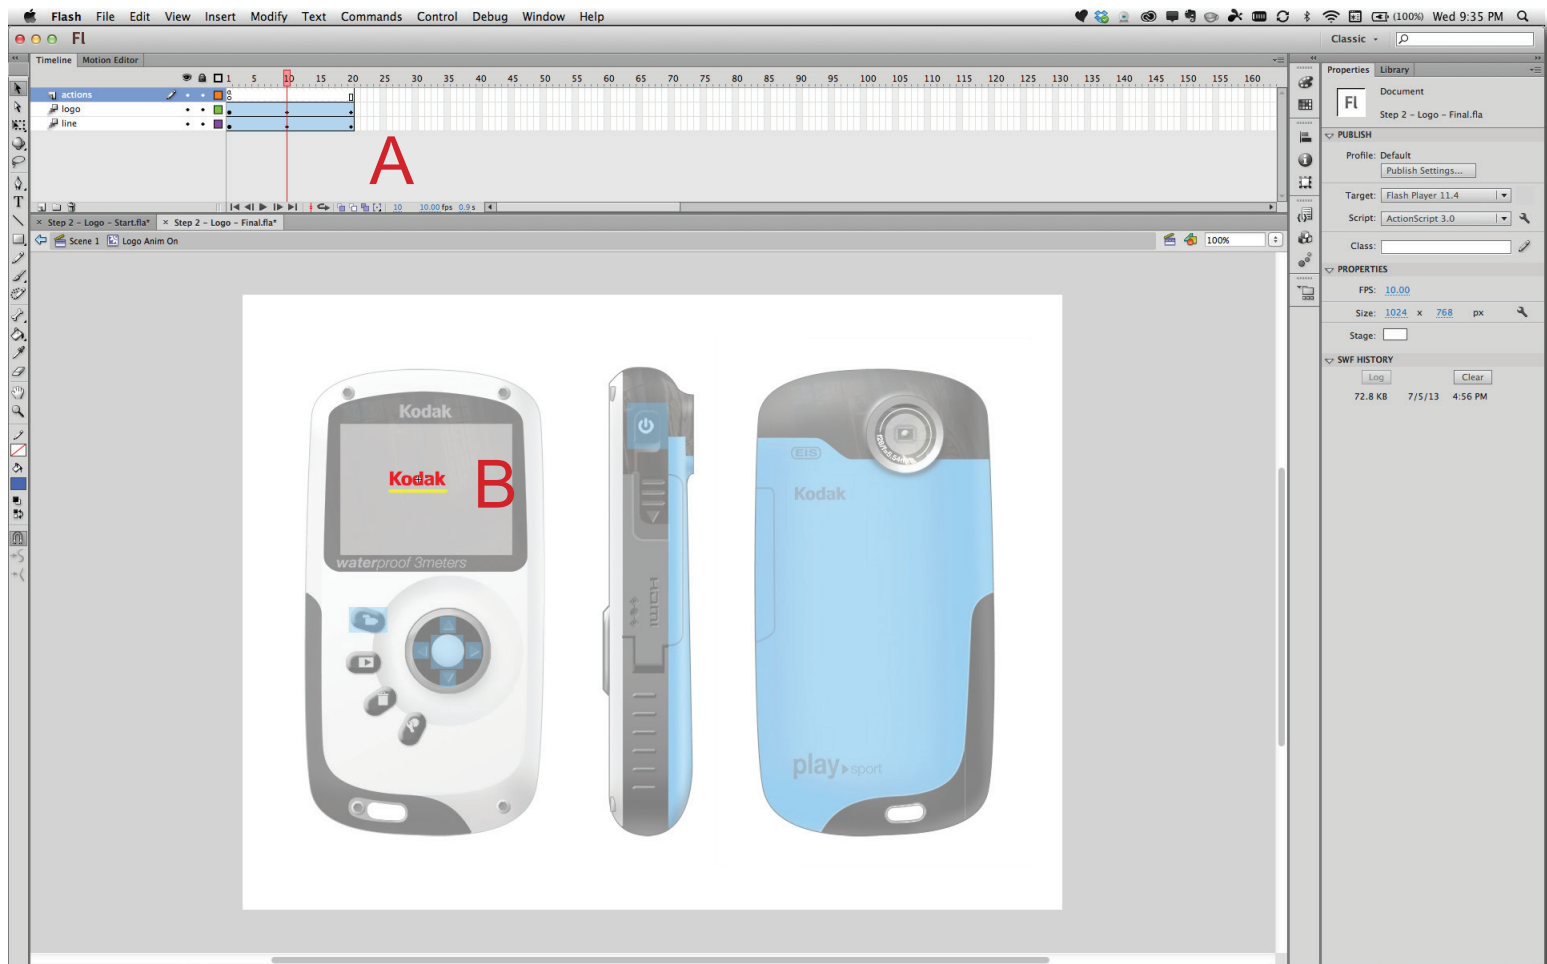 Flash File Edit View Insert Modify Text Commands Control Debug Window Help (100%) Wed 9:35 PM
Fl Classic
Timeline Motion Editor
1 5 10 15 20 25 30 35 40 45 50 55 60 65 70 75 80 85 90 95 100 105 110 115 120 125 130 135 140 145 150 155 160
actions
logo
line
A
10 10.00 fps 0.9 s
× Step 2 – Logo – Start.fla* × Step 2 – Logo – Final.fla*
Scene 1 Logo Anim On 100%
Kodak
Kodak
B
waterproof 3meters
HDMI
EIS
Kodak
play sport
Properties Library
Fl
Document
Step 2 – Logo – Final.fla
PUBLISH
Profile: Default
Publish Settings...
Target: Flash Player 11.4
Script: ActionScript 3.0
Class:
PROPERTIES
FPS: 10.00
Size: 1024 x 768 px
Stage:
SWF HISTORY
Log Clear
72.8 KB 7/5/13 4:56 PM